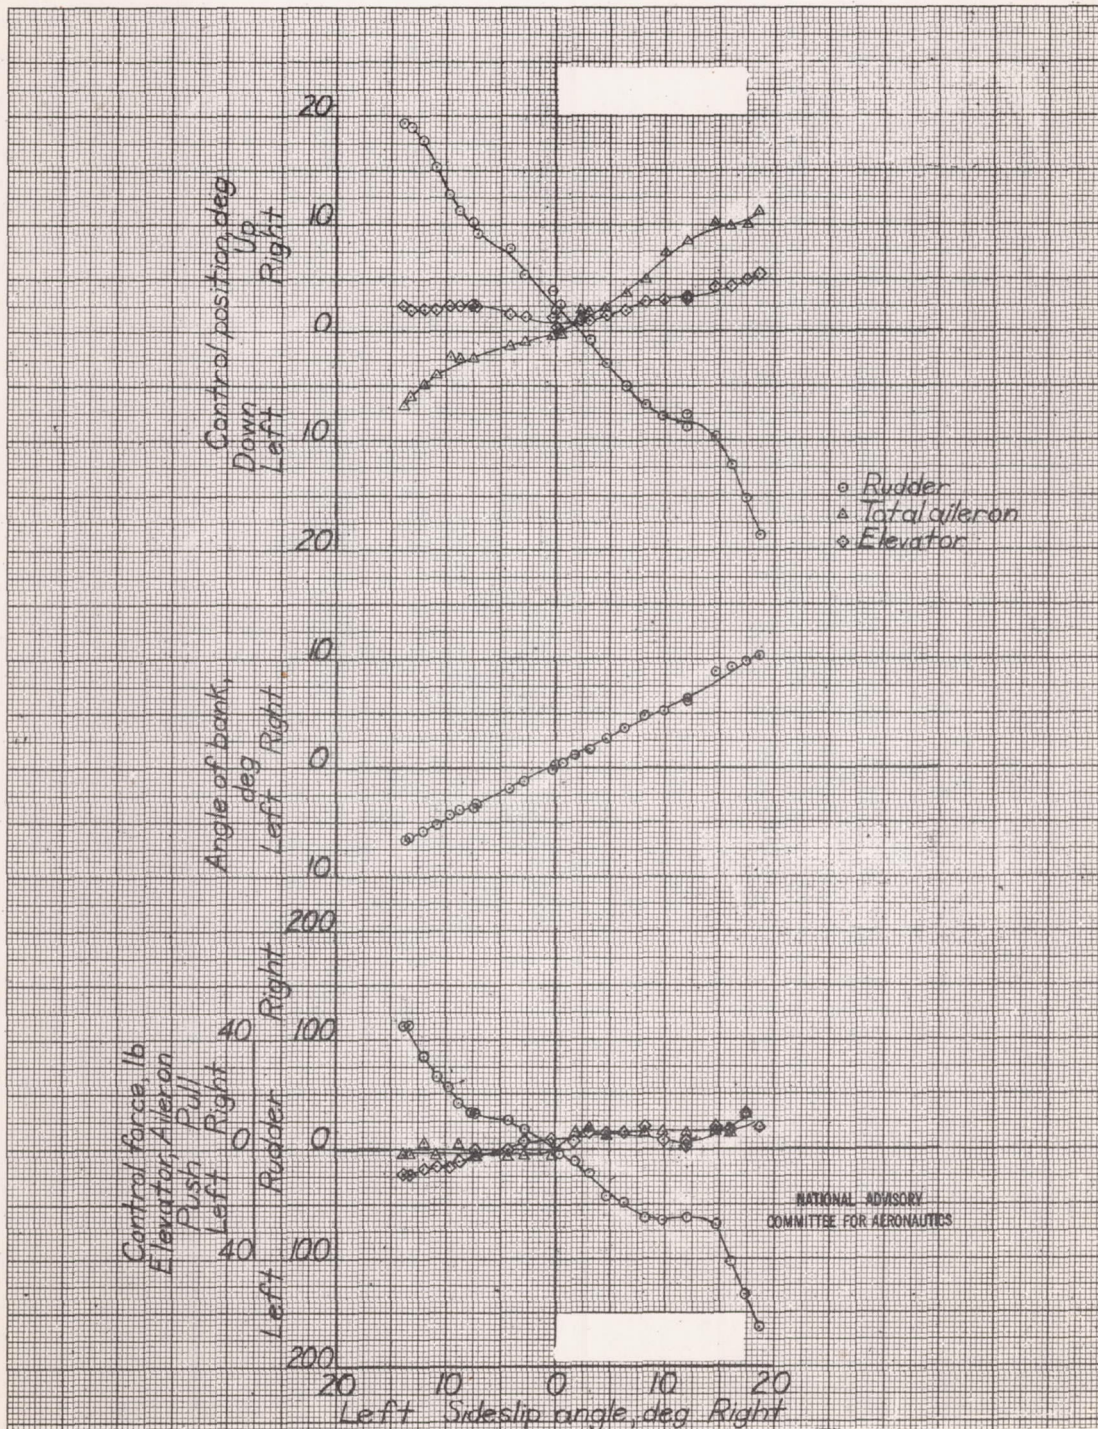 20
10
0
10
20
Control position, deg
Down Up
Left Right
Rudder
Total aileron
Elevator
10
0
10
Angle of bank,
deg
Left Right
200
100
0
100
200
40
0
40
Control force, lb
Elevator, Aileron
Push Pull
Left Right
Left Rudder Right
NATIONAL ADVISORY
COMMITTEE FOR AERONAUTICS
20 10 0 10 20
Left Sideslip angle, deg Right